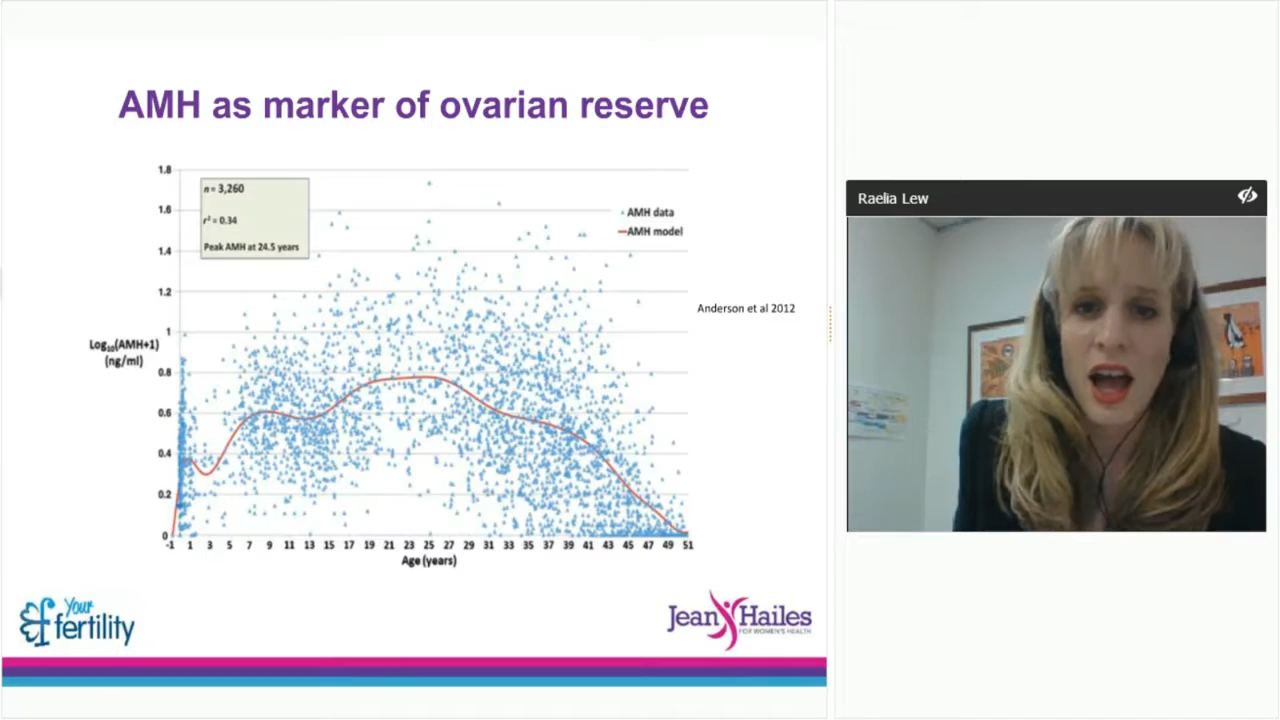 AMH as marker of ovarian reserve
n = 3,260
r² = 0.34
Peak AMH at 24.5 years
AMH data
AMH model
1.8
1.6
1.4
1.2
1
0.8
0.6
0.4
0.2
0
Log₁₀(AMH+1)
(ng/ml)
-1 1 3 5 7 9 11 13 15 17 19 21 23 25 27 29 31 33 35 37 39 41 43 45 47 49 51
Age (years)
Anderson et al 2012
Your
fertility
Jean Hailes
FOR WOMEN'S HEALTH
Raelia Lew